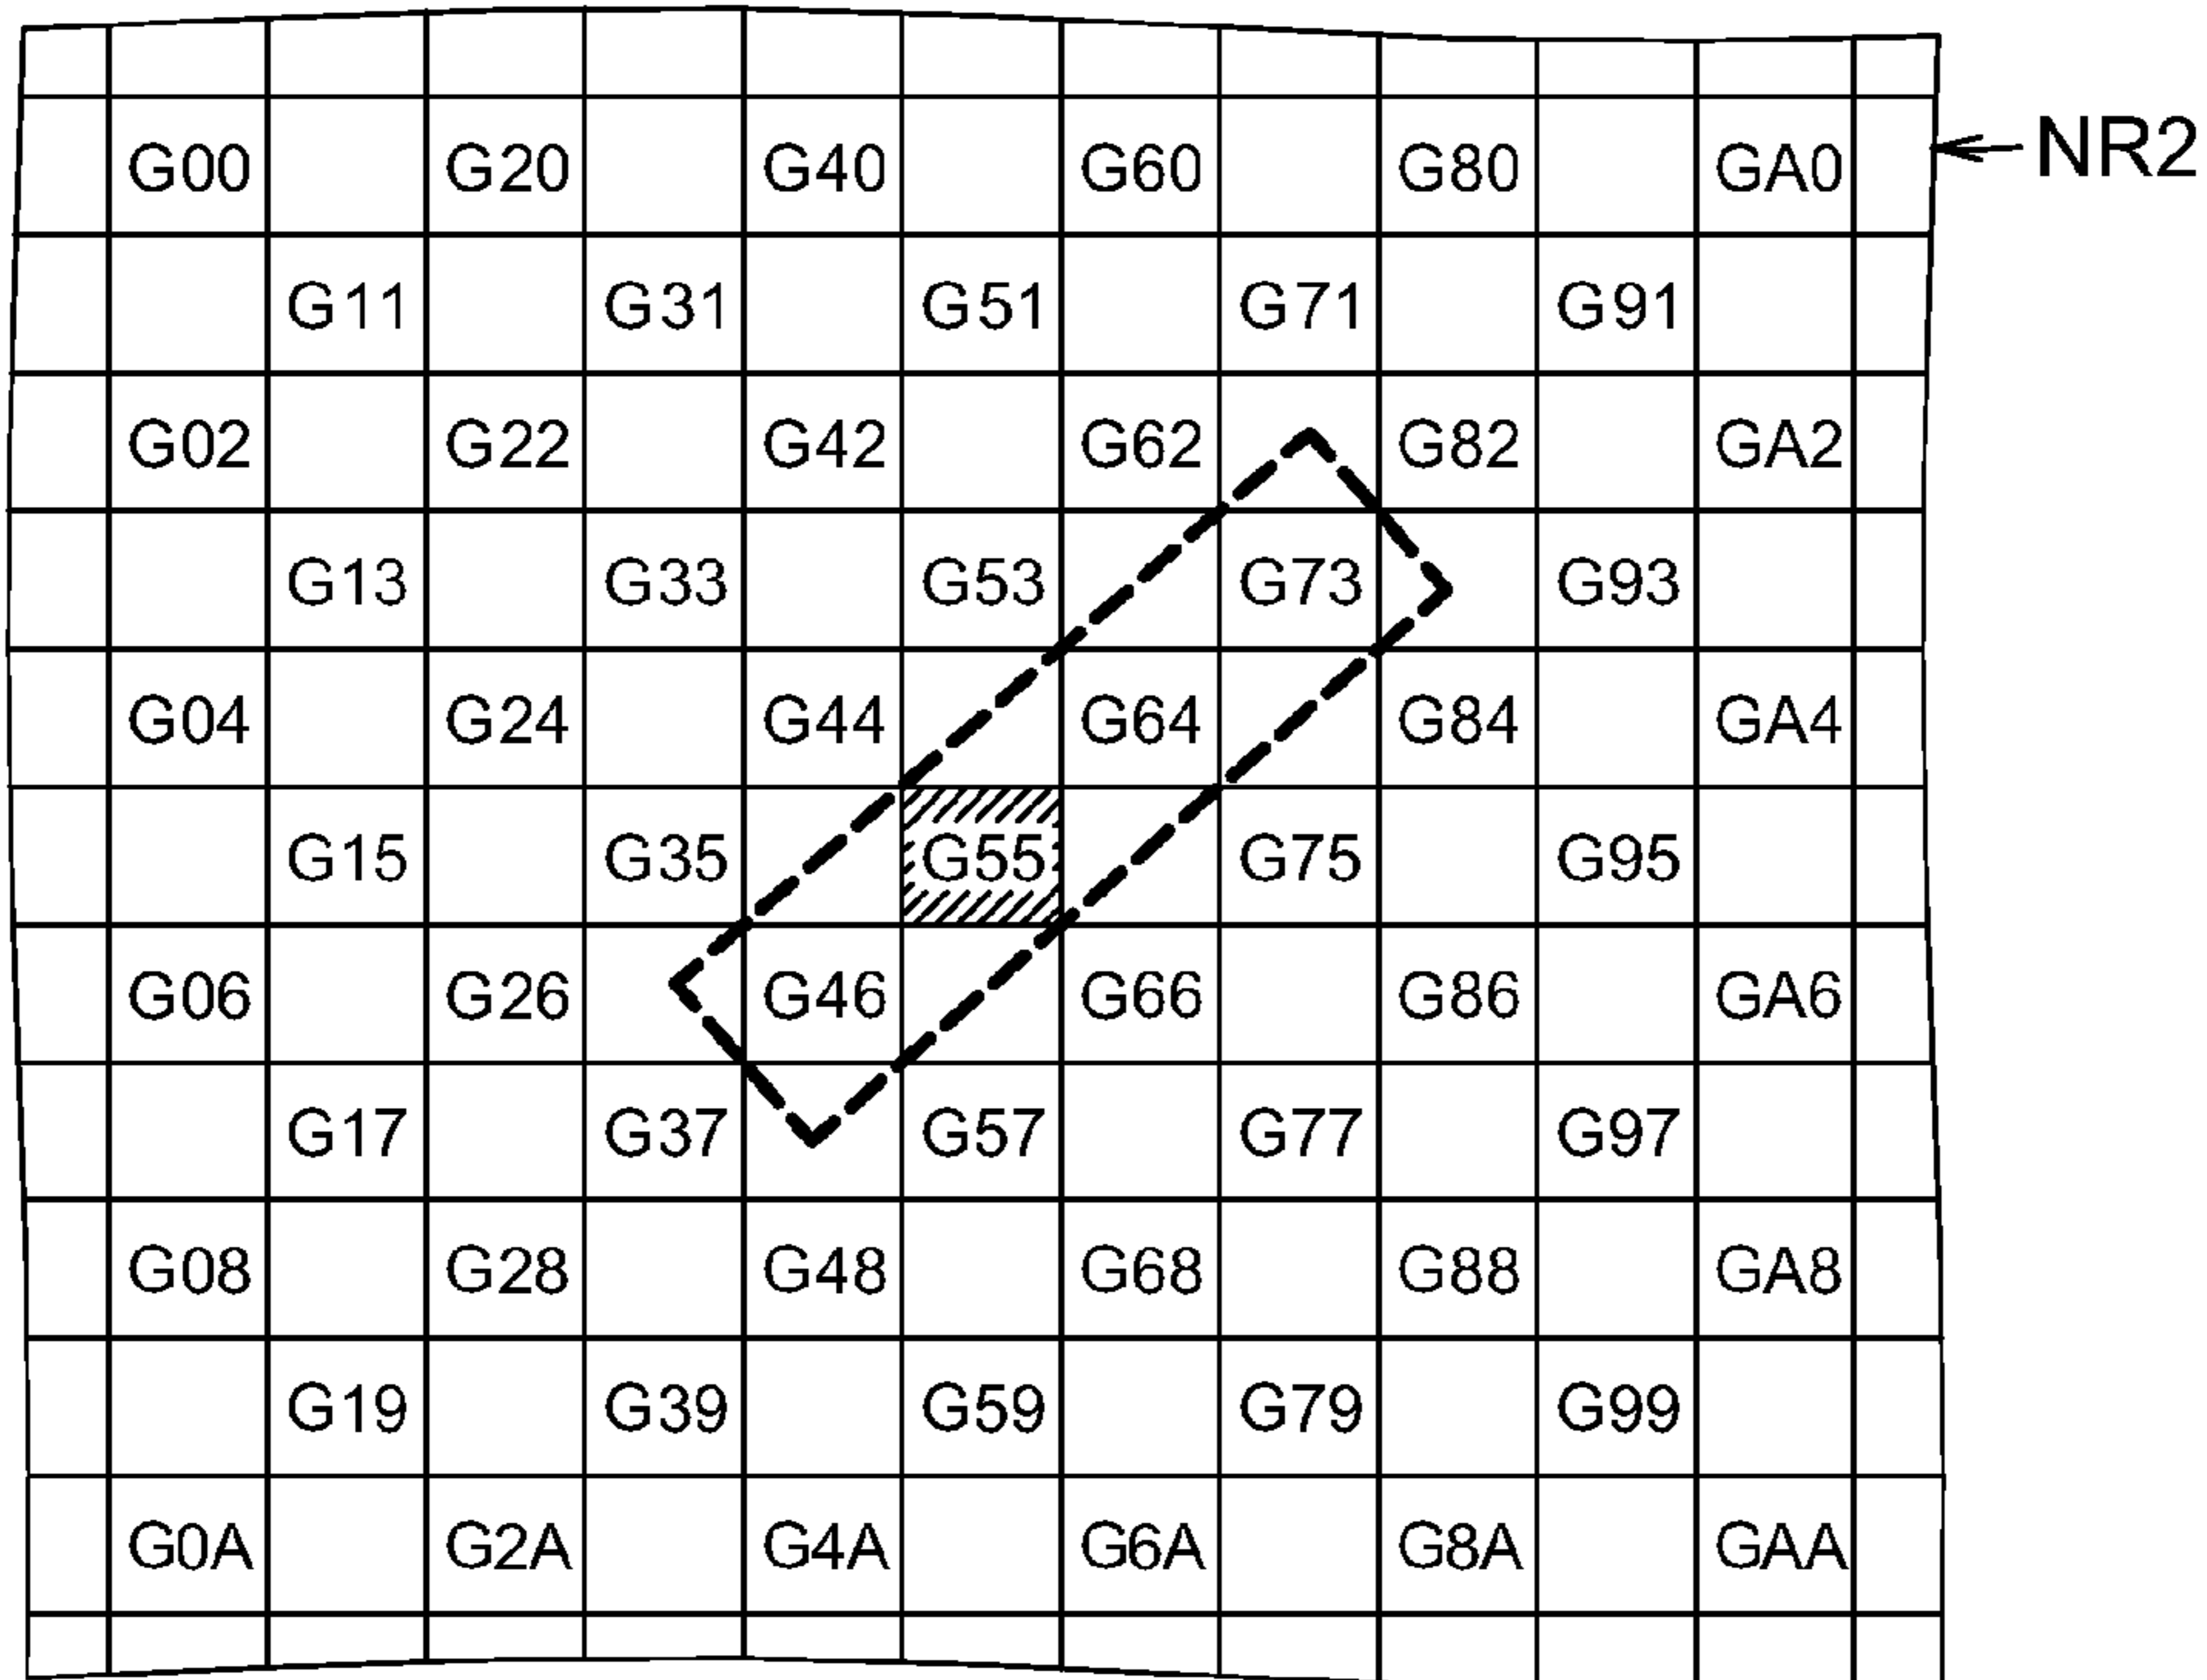 G00 G20 G40 G60 G80 GA0 NR2
G11 G31 G51 G71 G91
G02 G22 G42 G62 G82 GA2
G13 G33 G53 G73 G93
G04 G24 G44 G64 G84 GA4
G15 G35 G55 G75 G95
G06 G26 G46 G66 G86 GA6
G17 G37 G57 G77 G97
G08 G28 G48 G68 G88 GA8
G19 G39 G59 G79 G99
G0A G2A G4A G6A G8A GAA